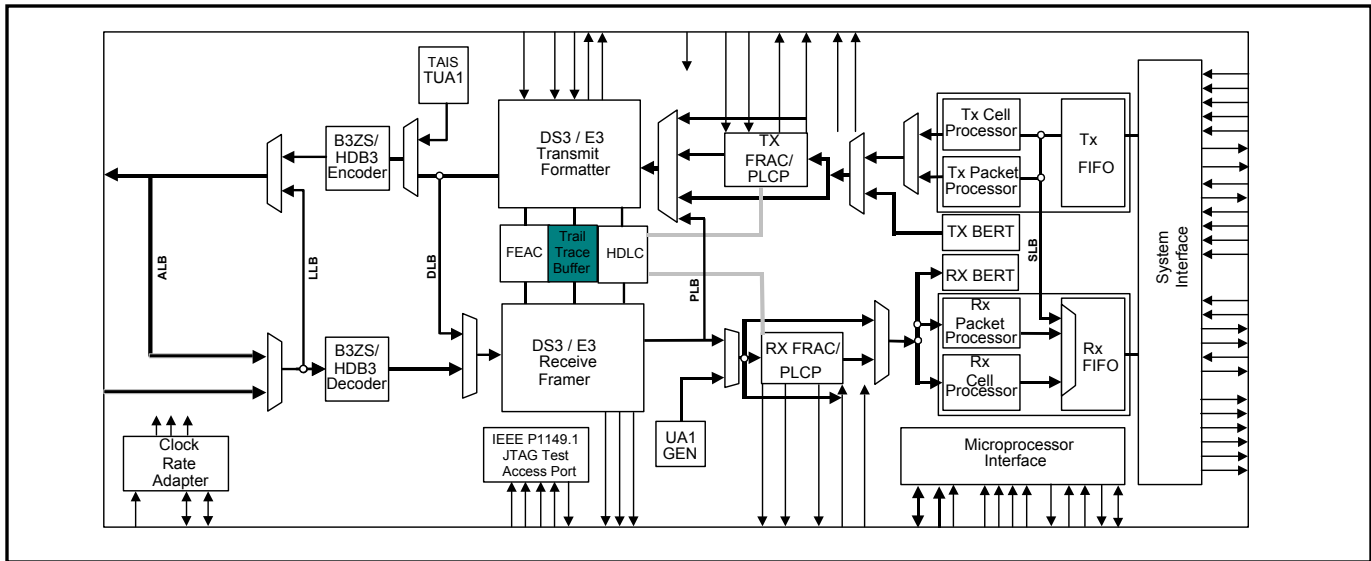 TAIS
TUA1
B3ZS/
HDB3
Encoder
DS3 / E3
Transmit
Formatter
TX
FRAC/
PLCP
Tx Cell
Processor
Tx Packet
Processor
Tx
FIFO
TX BERT
RX BERT
System
Interface
FEAC
Trail
Trace
Buffer
HDLC
ALB
LLB
DLB
PLB
SLB
B3ZS/
HDB3
Decoder
DS3 / E3
Receive
Framer
RX FRAC/
PLCP
Rx
Packet
Processor
Rx
Cell
Processor
Rx
FIFO
UA1
GEN
Clock
Rate
Adapter
IEEE P1149.1
JTAG Test
Access Port
Microprocessor
Interface